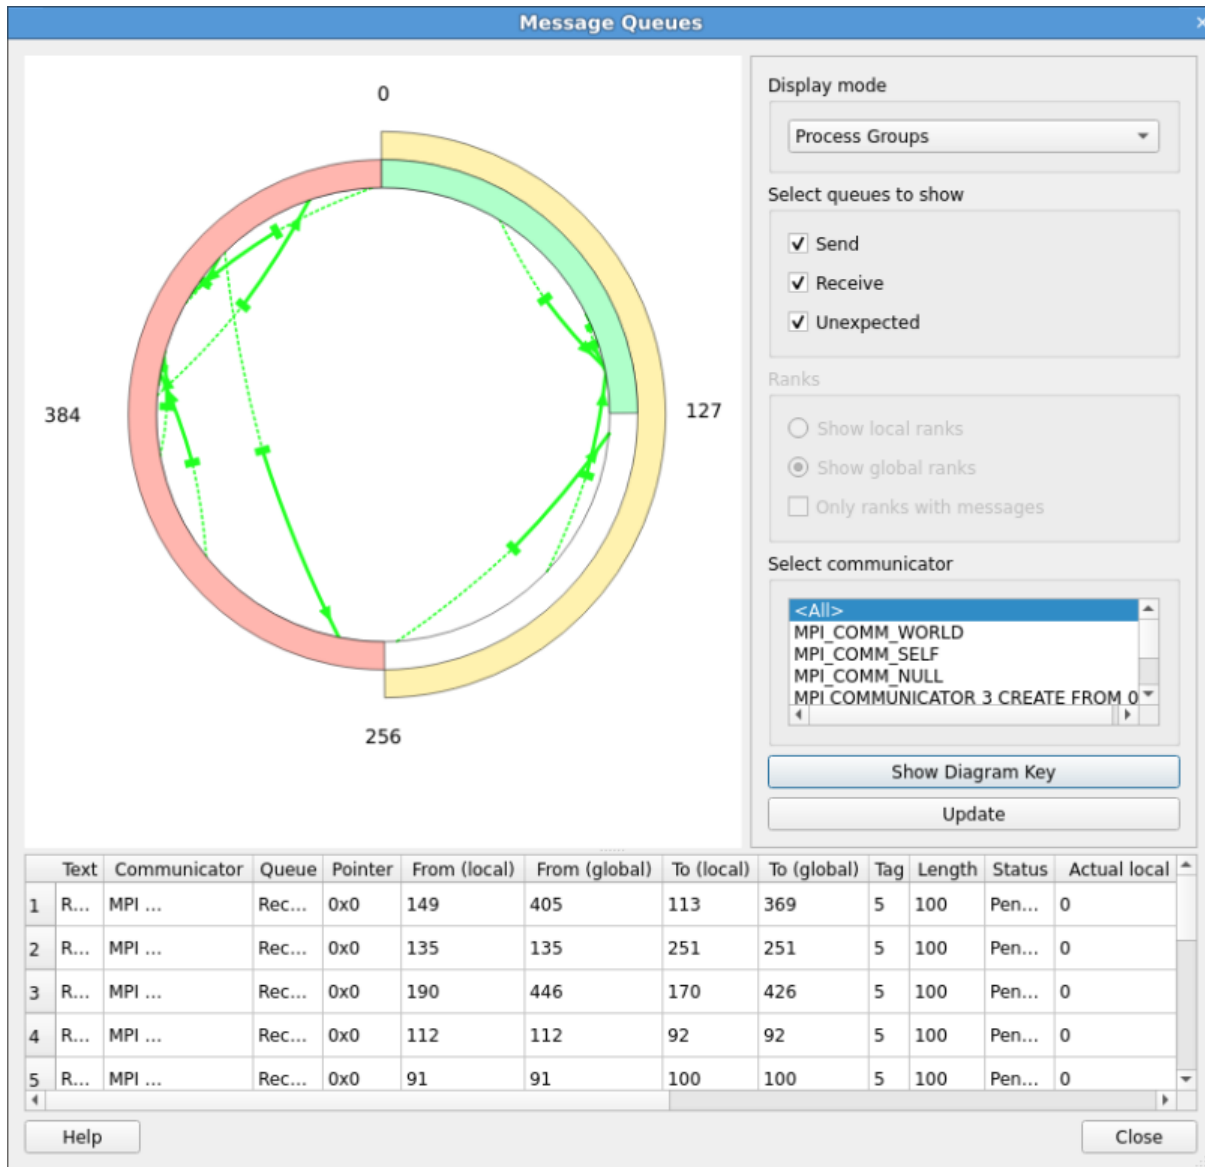 Message Queues
0
384
127
256
Display mode
Process Groups
Select queues to show
Send
Receive
Unexpected
Ranks
Show local ranks
Show global ranks
Only ranks with messages
Select communicator
<All>
MPI_COMM_WORLD
MPI_COMM_SELF
MPI_COMM_NULL
MPI COMMUNICATOR 3 CREATE FROM 0
Show Diagram Key
Update
Text Communicator Queue Pointer From (local) From (global) To (local) To (global) Tag Length Status Actual local
1 R... MPI ... Rec... 0x0 149 405 113 369 5 100 Pen... 0
2 R... MPI ... Rec... 0x0 135 135 251 251 5 100 Pen... 0
3 R... MPI ... Rec... 0x0 190 446 170 426 5 100 Pen... 0
4 R... MPI ... Rec... 0x0 112 112 92 92 5 100 Pen... 0
5 R... MPI ... Rec... 0x0 91 91 100 100 5 100 Pen... 0
Help
Close